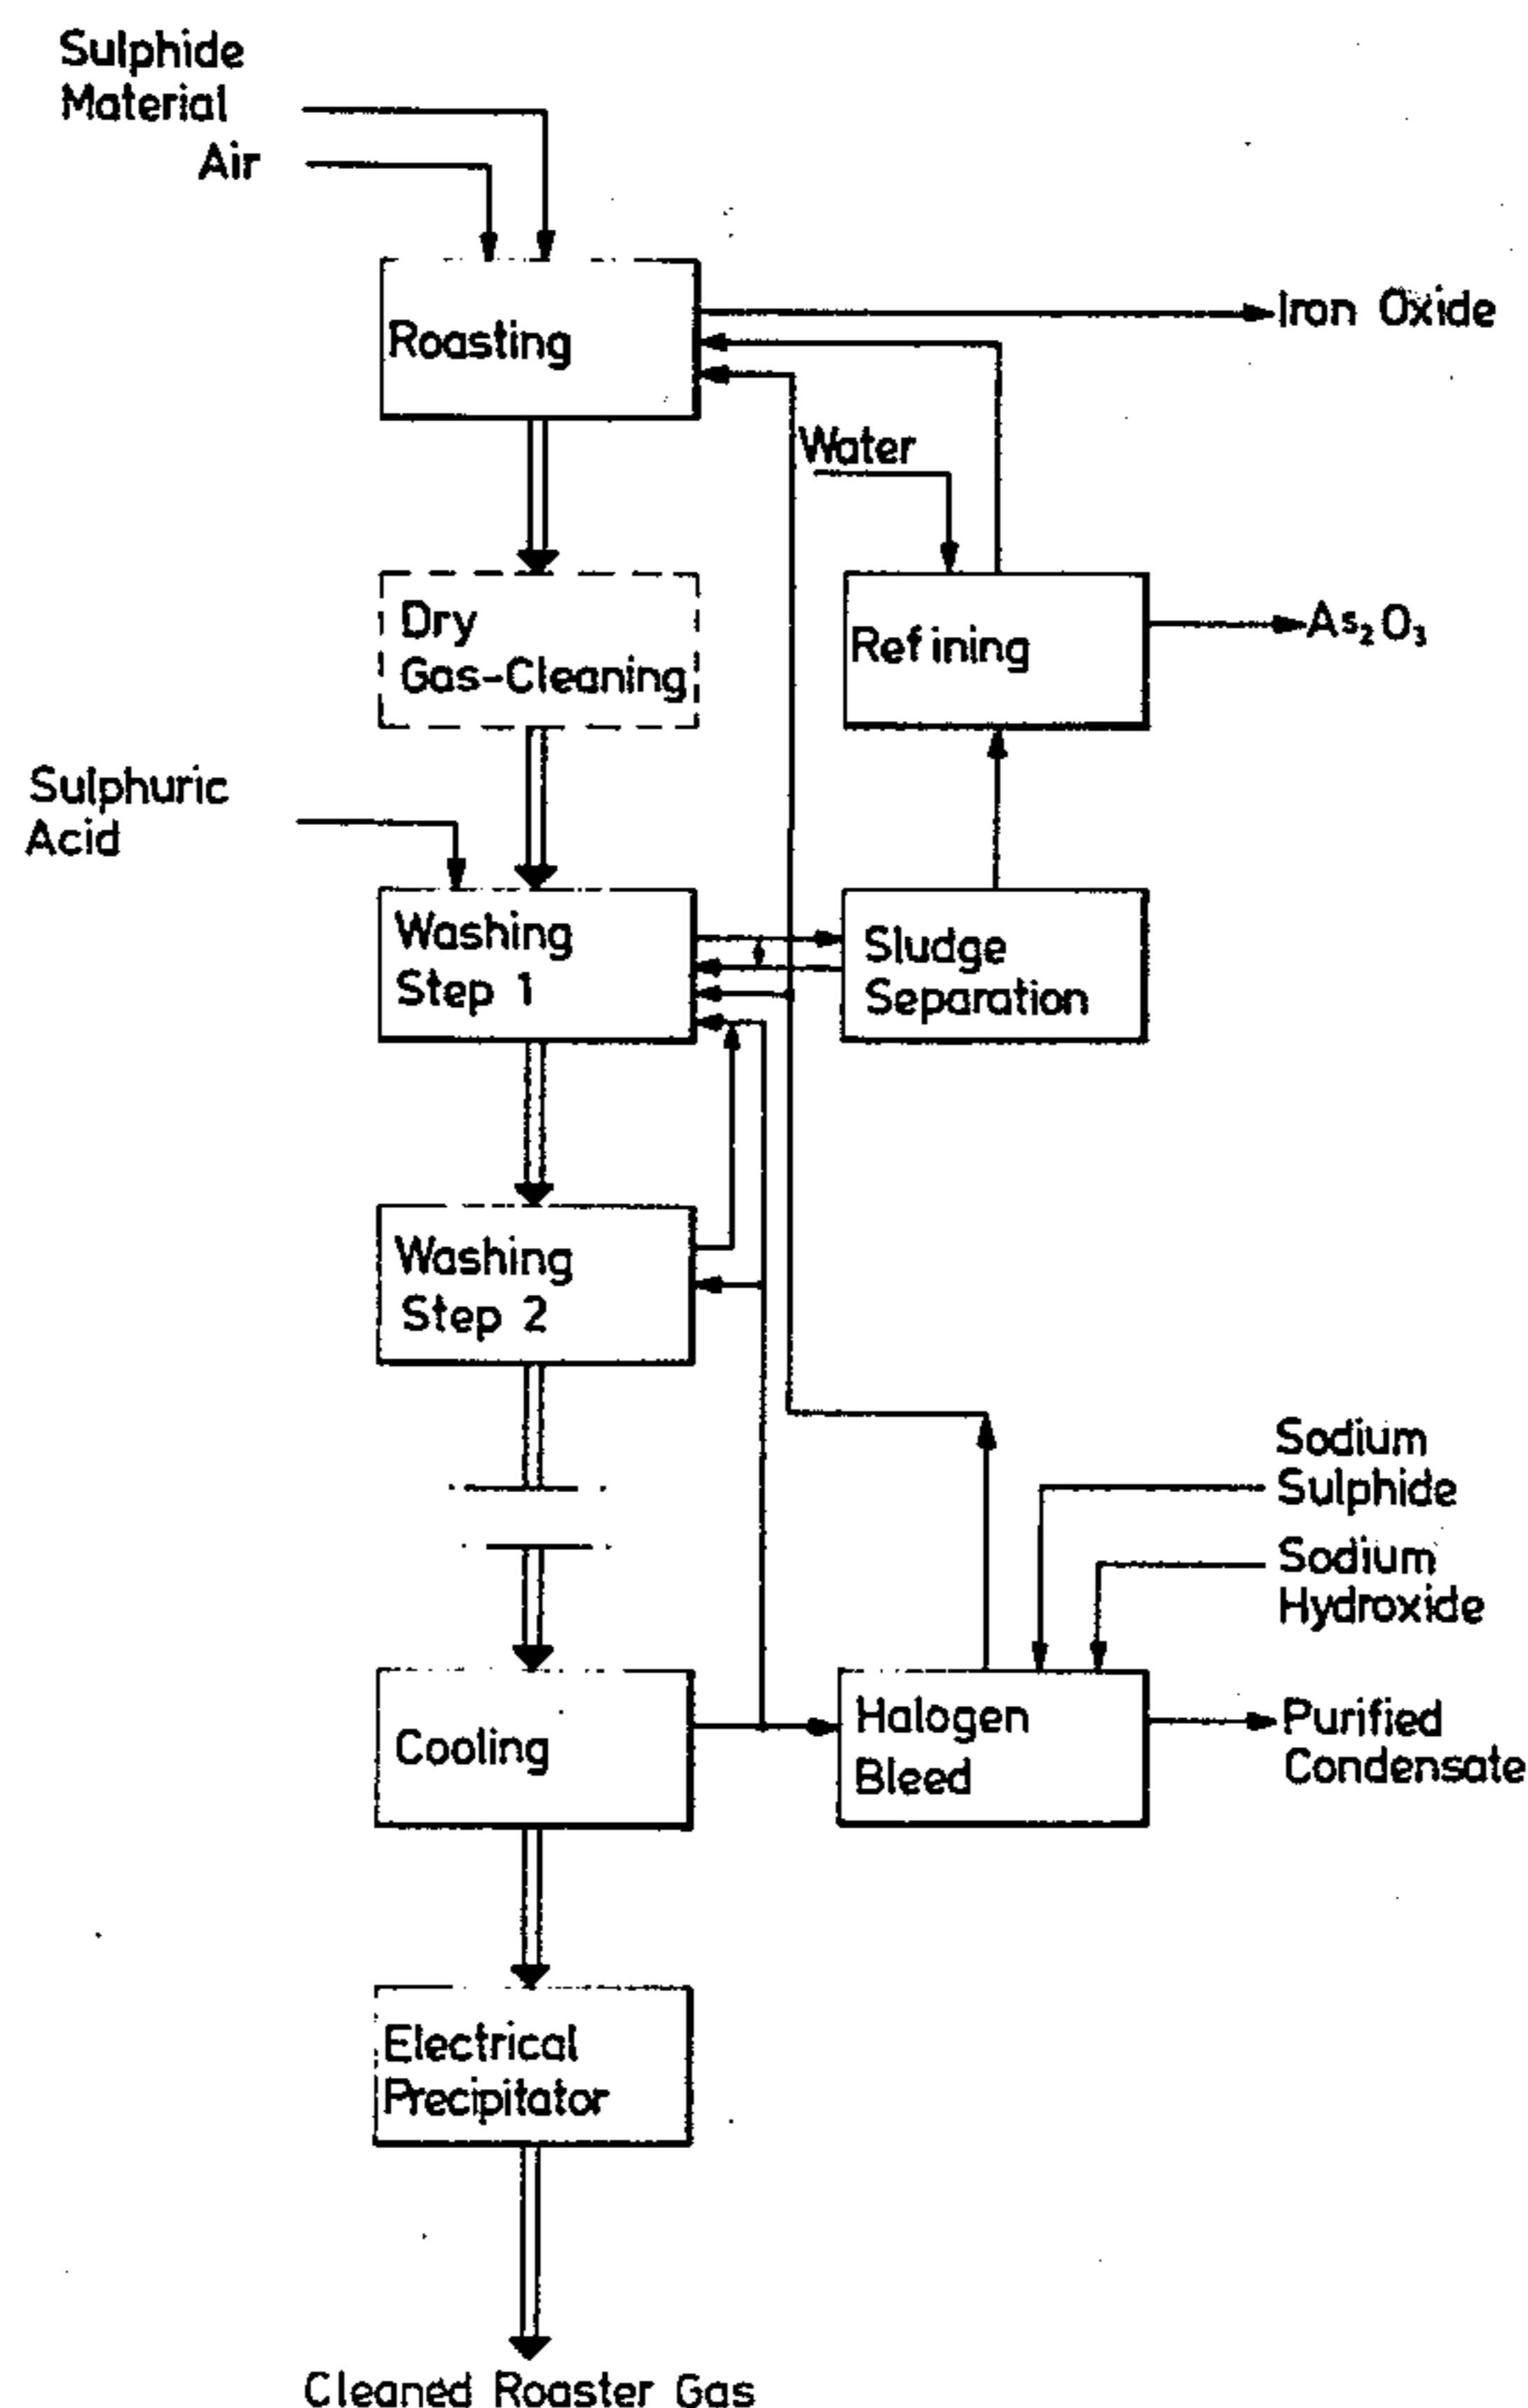 Sulphide
Material
Air
Roasting
Iron Oxide
Water
Dry
Gas-Cleaning
Refining
As₂O₃
Sulphuric
Acid
Washing
Step 1
Sludge
Separation
Washing
Step 2
Sodium
Sulphide
Sodium
Hydroxide
Cooling
Halogen
Bleed
Purified
Condensate
Electrical
Precipitator
Cleaned Roaster Gas